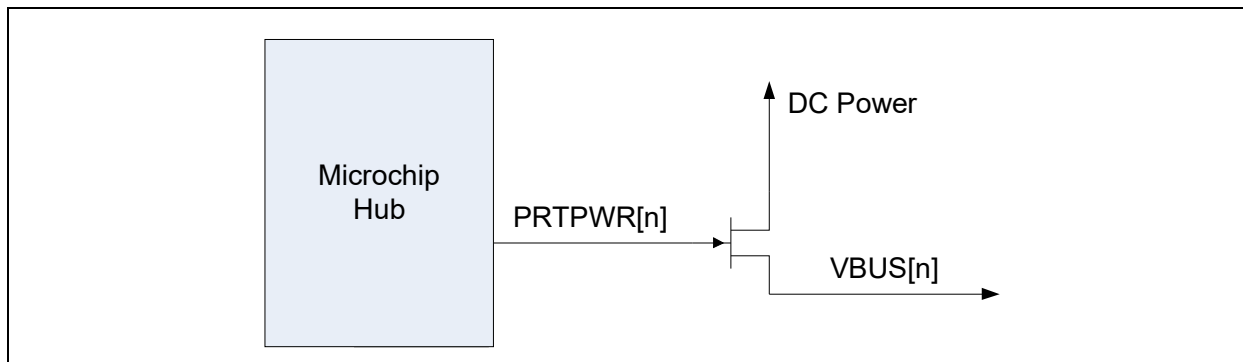 DC Power
Microchip
Hub
PRTPWR[n]
VBUS[n]